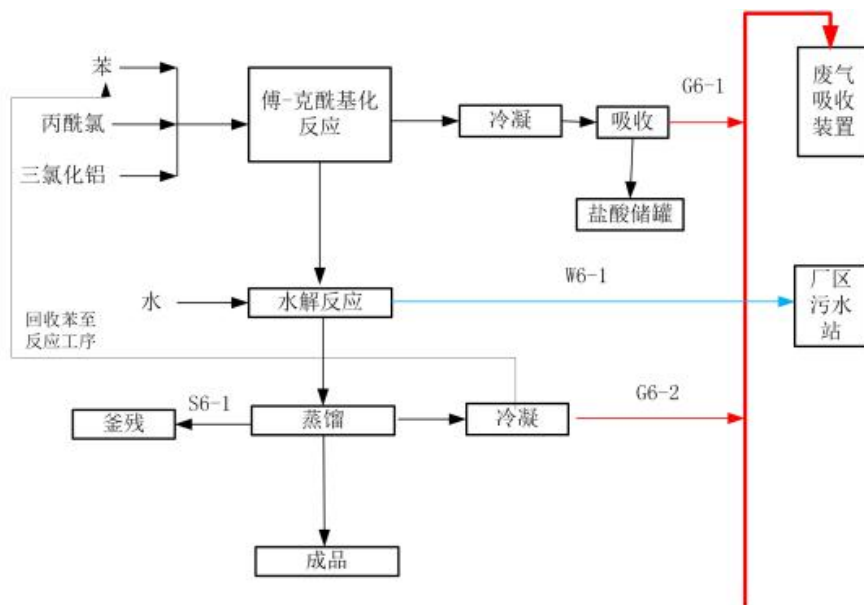 苯
丙酰氯
三氯化铝
傅-克酰基化
反应
冷凝
吸收
G6-1
废气
吸收
装置
盐酸储罐
水
水解反应
W6-1
厂区
污水
站
回收苯至
反应工序
釜残
S6-1
蒸馏
冷凝
G6-2
成品